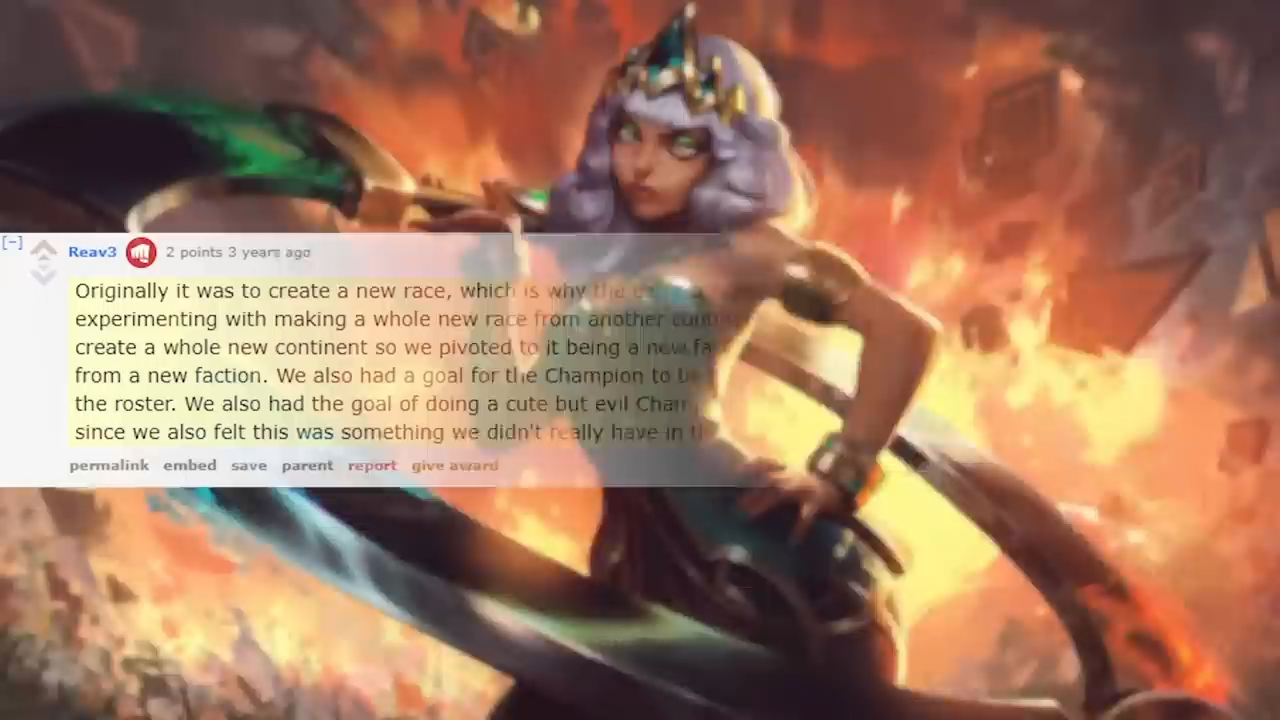 [-]
Reav3 2 points 3 years ago
Originally it was to create a new race, which is why the
experimenting with making a whole new race from another
create a whole new continent so we pivoted to it being a new
from a new faction. We also had a goal for the Champion to be
the roster. We also had the goal of doing a cute but evil
since we also felt this was something we didn't really have in
permalink embed save parent report give award